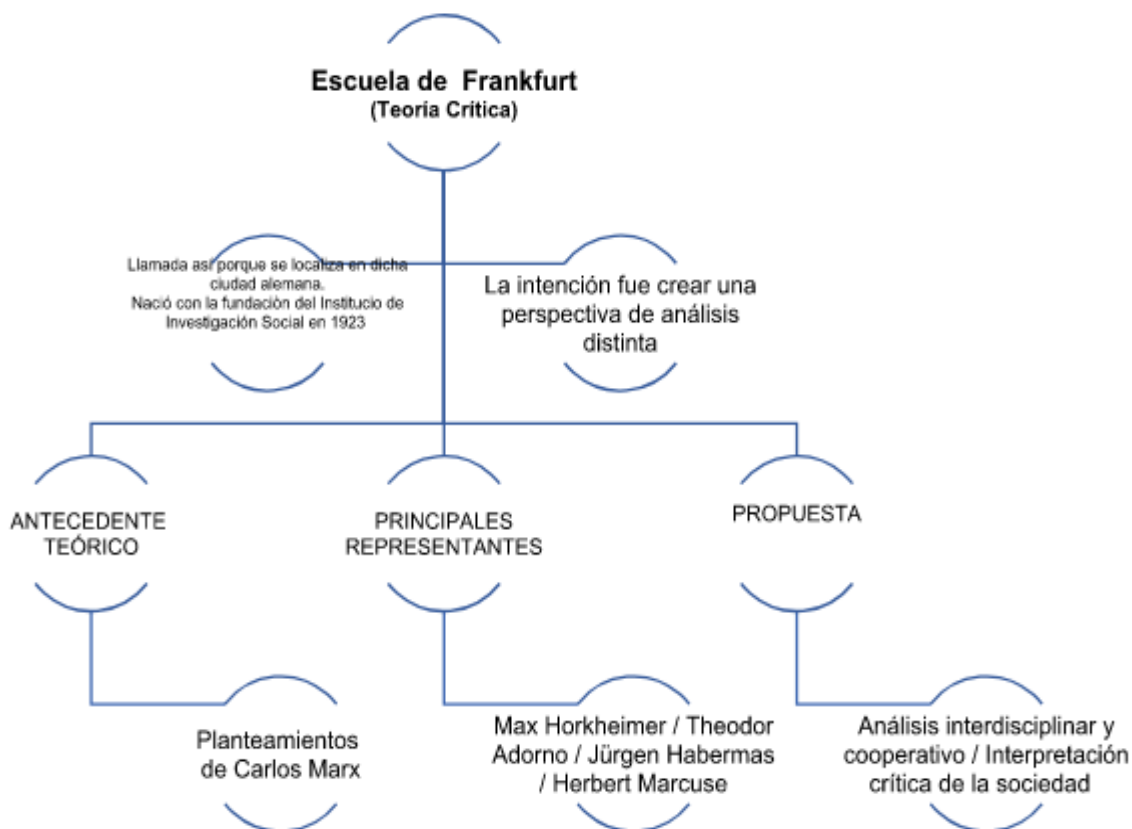 Escuela de Frankfurt
(Teoría Crítica)
Llamada así porque se localiza en dicha
ciudad alemana.
Nació con la fundación del Institucio de
Investigación Social en 1923
La intención fue crear una
perspectiva de análisis
distinta
ANTECEDENTE
TEÓRICO
PRINCIPALES
REPRESENTANTES
PROPUESTA
Planteamientos
de Carlos Marx
Max Horkheimer / Theodor
Adorno / Jürgen Habermas
/ Herbert Marcuse
Análisis interdisciplinar y
cooperativo / Interpretación
crítica de la sociedad